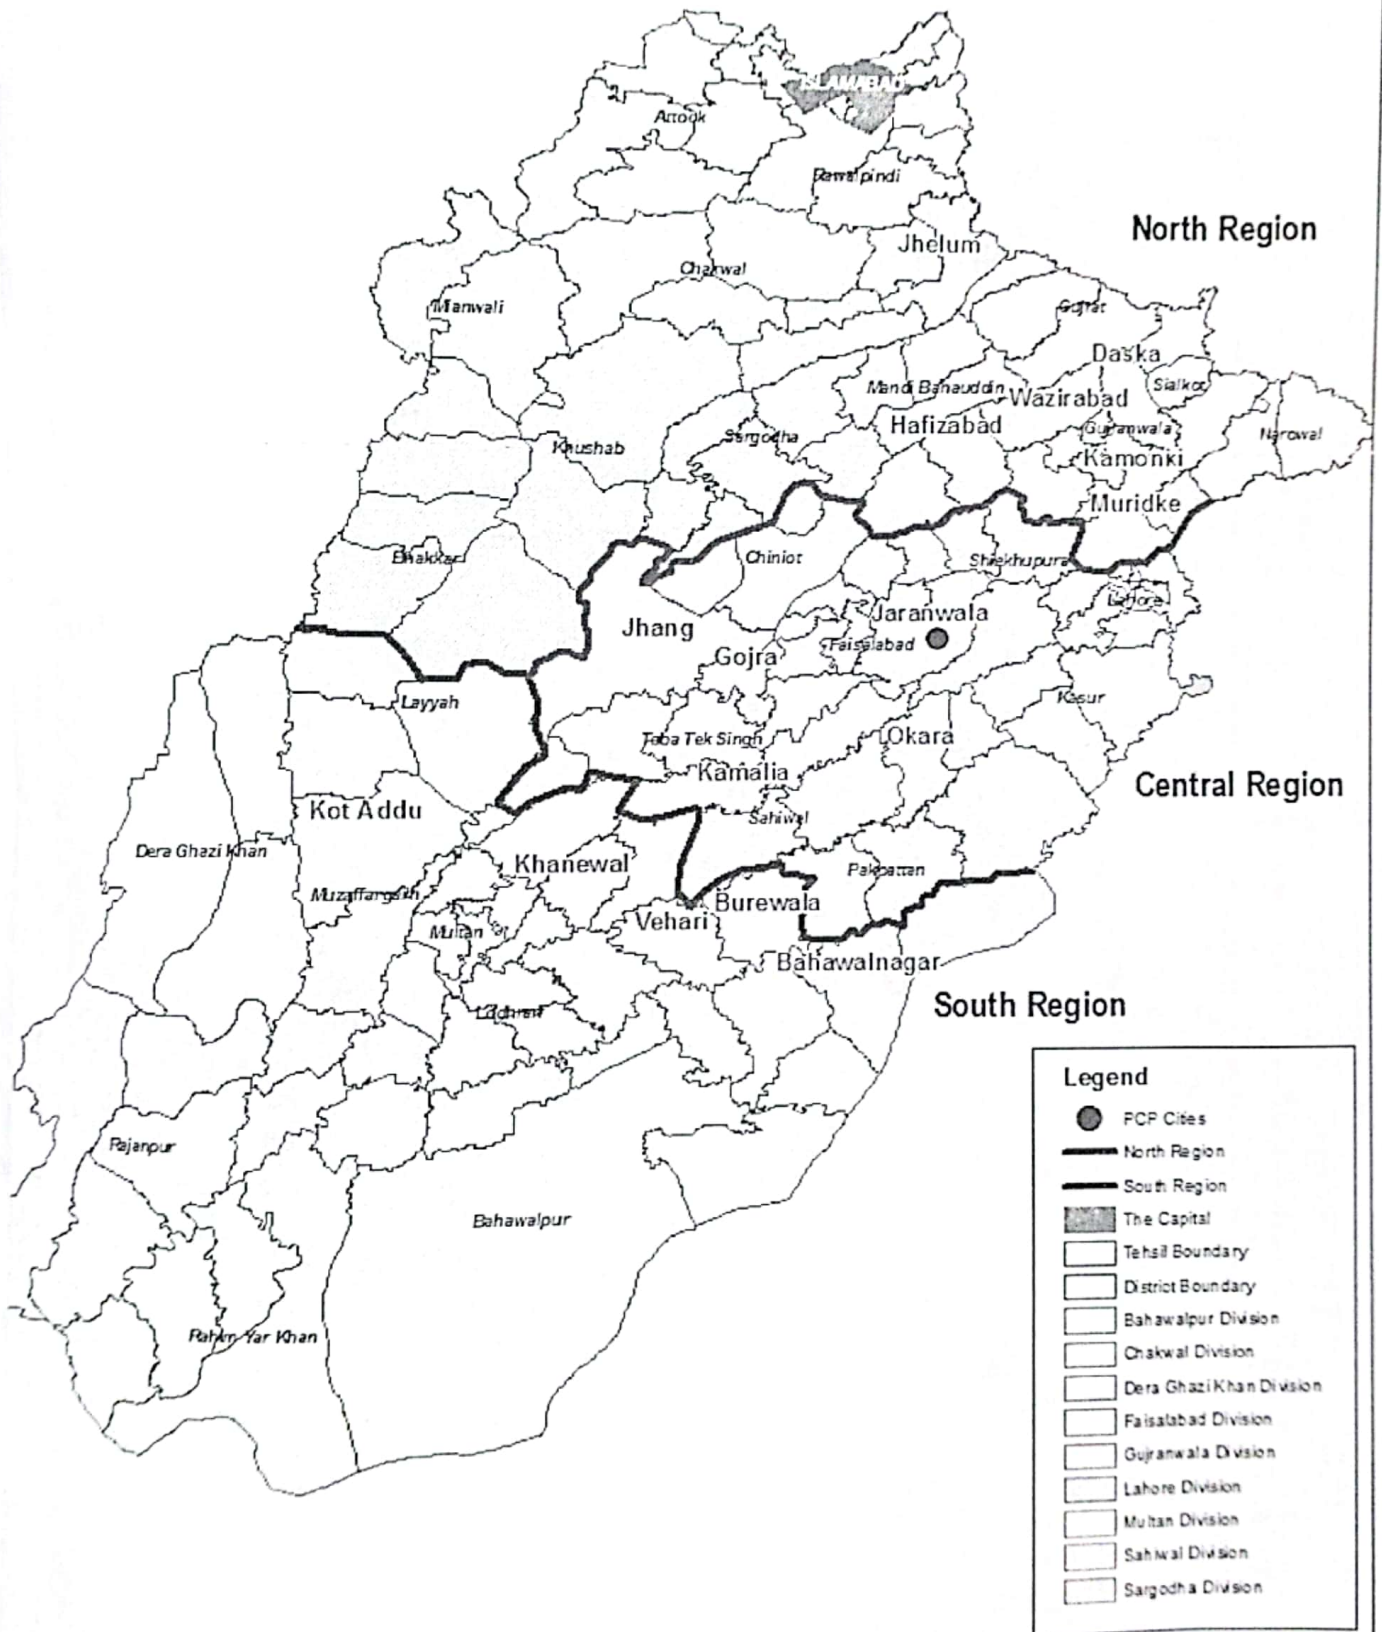 ISLAMABAD
Attock
Rawalpindi
North Region
Jhelum
Chakwal
Mianwali
Gujrat
Daska
Sialkot
Mandi Bahauddin
Wazirabad
Hafizabad
Gujranwala
Sargodha
Narowal
Khushab
Kamonki
Muridke
Bhakkar
Chiniot
Shiekhupura
Lahore
Jaranwala
Jhang
Faisalabad
Gojra
Layyah
Kasur
Toba Tek Singh
Okara
Kamalia
Central Region
Kot Addu
Sahiwal
Dera Ghazi Khan
Khanewal
Pakpattan
Muzaffargarh
Burewala
Vehari
Multan
Bahawalnagar
South Region
Lodhran
Rajanpur
Bahawalpur
Rahim Yar Khan
Legend
PCP Cities
North Region
South Region
The Capital
Tehsil Boundary
District Boundary
Bahawalpur Division
Chakwal Division
Dera Ghazi Khan Division
Faisalabad Division
Gujranwala Division
Lahore Division
Multan Division
Sahiwal Division
Sargodha Division